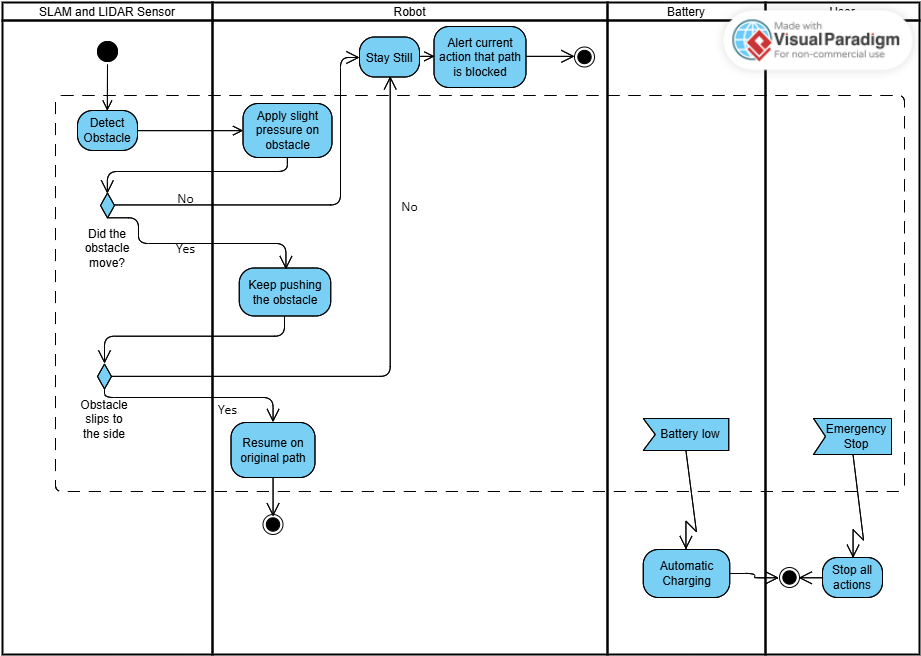 SLAM and LIDAR Sensor
Robot
Battery
User
Made with
VisualParadigm
For non-commercial use
Stay Still
Alert current
action that path
is blocked
Detect
Obstacle
Apply slight
pressure on
obstacle
No
No
Did the
obstacle
move?
Yes
Keep pushing
the obstacle
Obstacle
slips to
the side
Yes
Resume on
original path
Battery low
Emergency
Stop
Automatic
Charging
Stop all
actions